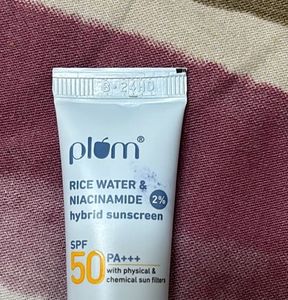 plum®
RICE WATER &
NIACINAMIDE 2%
hybrid sunscreen
SPF
50 PA+++
with physical &
chemical sun filters